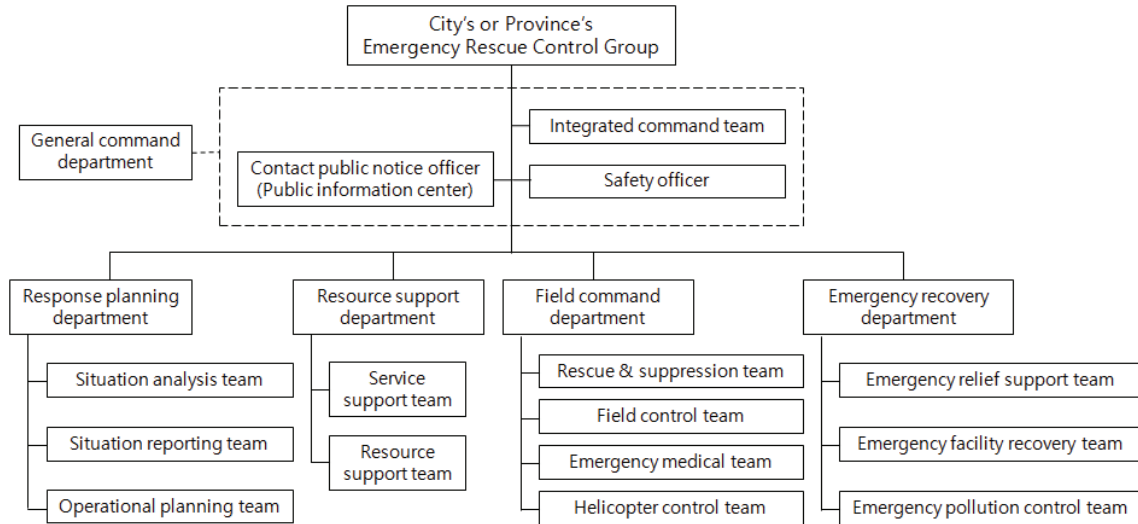 City's or Province's
Emergency Rescue Control Group
General command
department
Integrated command team
Contact public notice officer
(Public information center)
Safety officer
Response planning
department
Resource support
department
Field command
department
Emergency recovery
department
Situation analysis team
Situation reporting team
Operational planning team
Service
support team
Resource
support team
Rescue & suppression team
Field control team
Emergency medical team
Helicopter control team
Emergency relief support team
Emergency facility recovery team
Emergency pollution control team